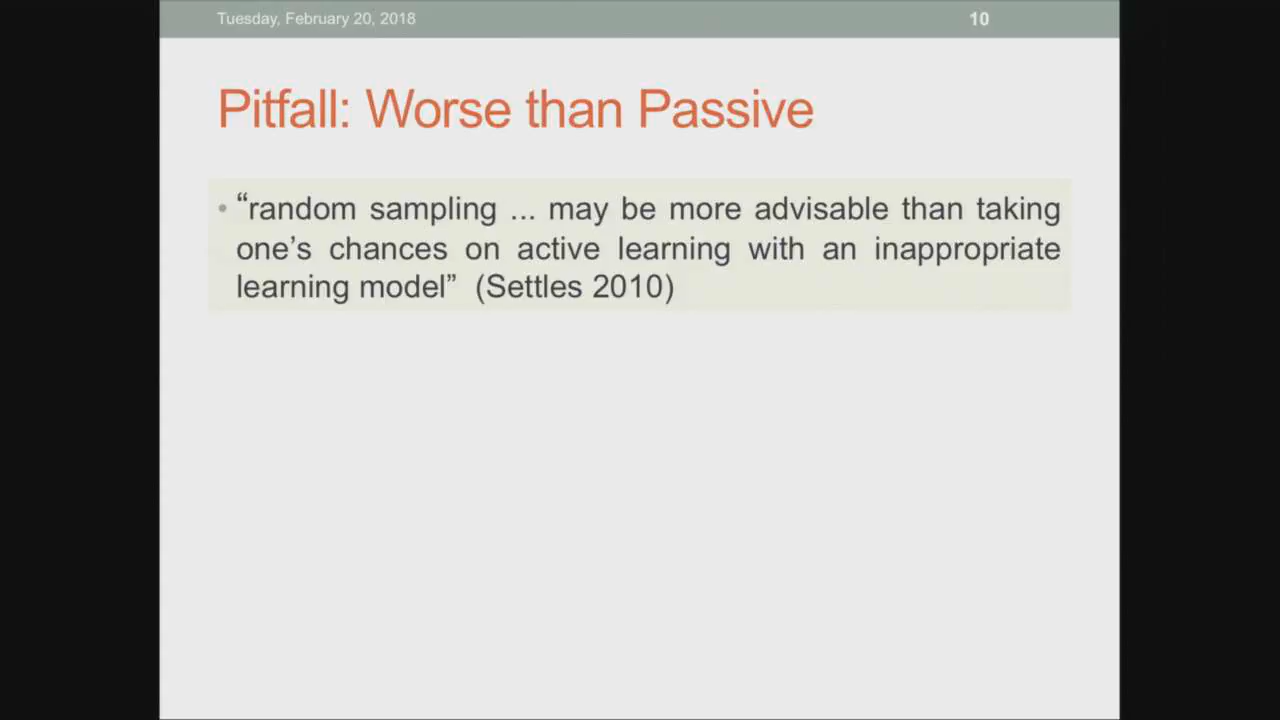 Tuesday, February 20, 2018
10
Pitfall: Worse than Passive
• “random sampling ... may be more advisable than taking
one’s chances on active learning with an inappropriate
learning model” (Settles 2010)